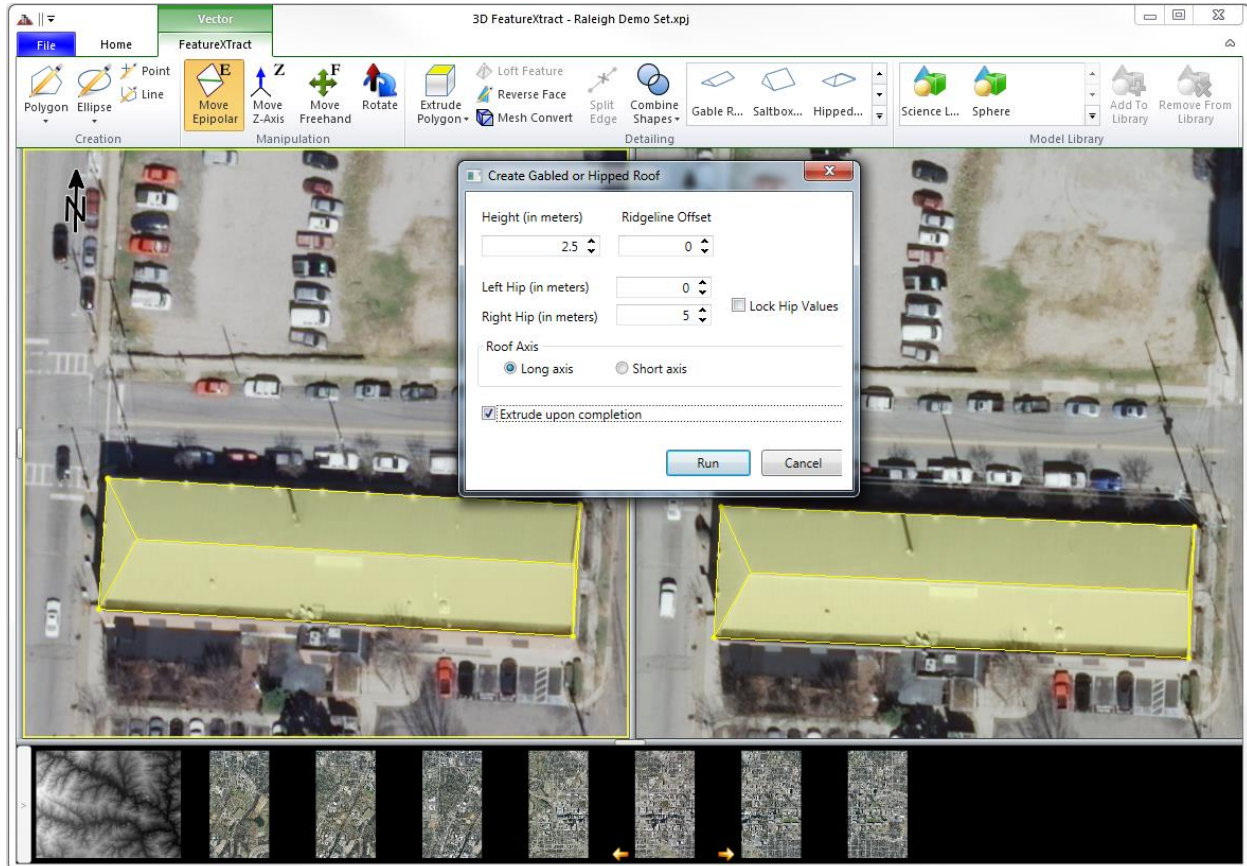 Vector
3D FeatureXtract - Raleigh Demo Set.xpj
File
Home
FeatureXTract
Polygon
Ellipse
Point
Line
Creation
E
Move Epipolar
Z
Move Z-Axis
F
Move Freehand
Rotate
Manipulation
Extrude Polygon
Loft Feature
Reverse Face
Mesh Convert
Split Edge
Combine Shapes
Gable R...
Saltbox...
Hipped...
Detailing
Science L...
Sphere
Add To Library
Remove From Library
Model Library
N
Create Gabled or Hipped Roof
Height (in meters)
Ridgeline Offset
2.5
0
Left Hip (in meters)
0
Right Hip (in meters)
5
Lock Hip Values
Roof Axis
Long axis
Short axis
Extrude upon completion
Run
Cancel